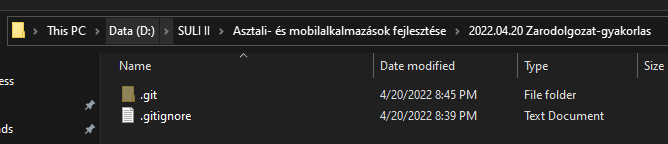 This PC > Data (D:) > SULI II > Asztali- és mobilalkalmazások fejlesztése > 2022.04.20 Zarodolgozat-gyakorlas
Name Date modified Type Size
ess
.git 4/20/2022 8:45 PM File folder
.gitignore 4/20/2022 8:39 PM Text Document
ads